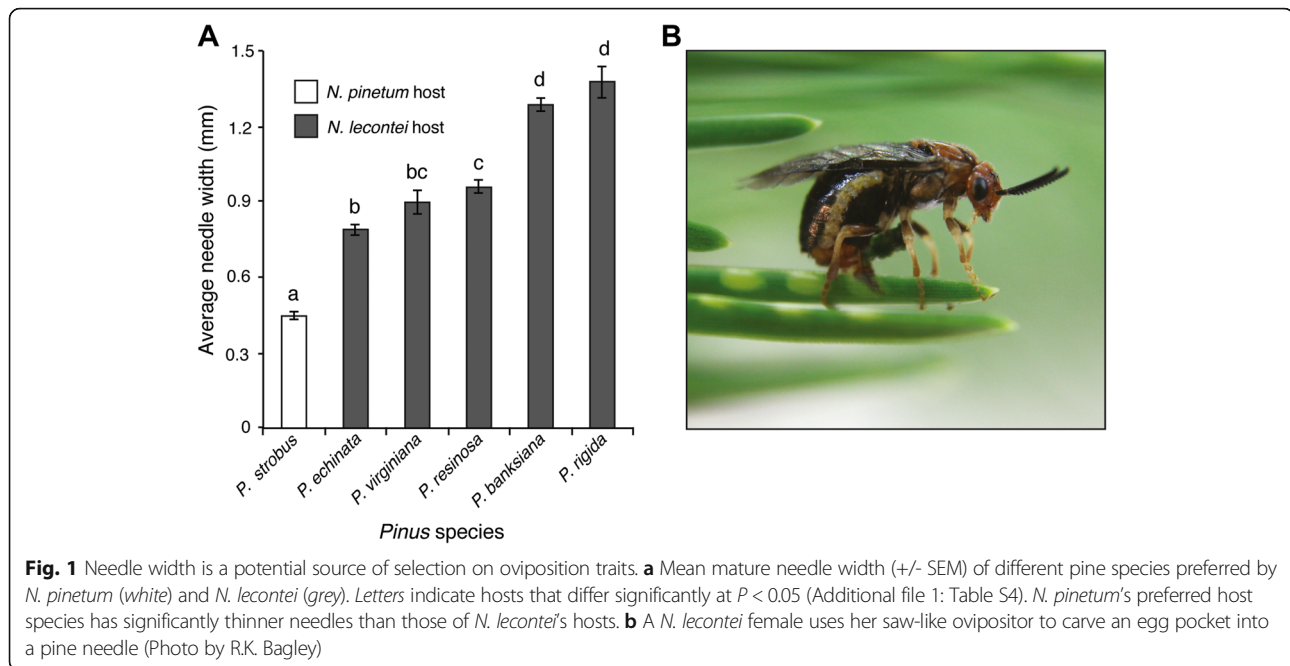 A
B
1.5
1.2
0.9
0.6
0.3
0
Average needle width (mm)
N. pinetum host
N. lecontei host
a
b
bc
c
d
d
P. strobus
P. echinata
P. virginiana
P. resinosa
P. banksiana
P. rigida
Pinus species
Fig. 1 Needle width is a potential source of selection on oviposition traits. a Mean mature needle width (+/- SEM) of different pine species preferred by
N. pinetum (white) and N. lecontei (grey). Letters indicate hosts that differ significantly at P < 0.05 (Additional file 1: Table S4). N. pinetum's preferred host
species has significantly thinner needles than those of N. lecontei's hosts. b A N. lecontei female uses her saw-like ovipositor to carve an egg pocket into
a pine needle (Photo by R.K. Bagley)